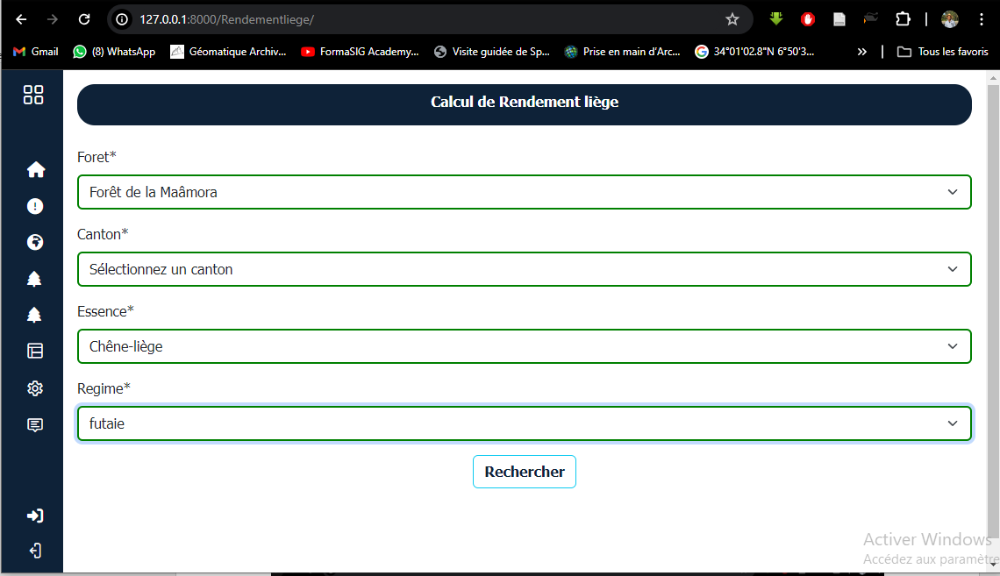 127.0.0.1:8000/Rendementliege/
Gmail (8) WhatsApp Géomatique Archiv... FormaSIG Academy... Visite guidée de Sp... Prise en main d'Arc... 34°01'02.8"N 6°50'3... » Tous les favoris
Calcul de Rendement liège
Foret*
Forêt de la Maâmora
Canton*
Sélectionnez un canton
Essence*
Chêne-liège
Regime*
futaie
Rechercher
Activer Windows
Accédez aux paramètre